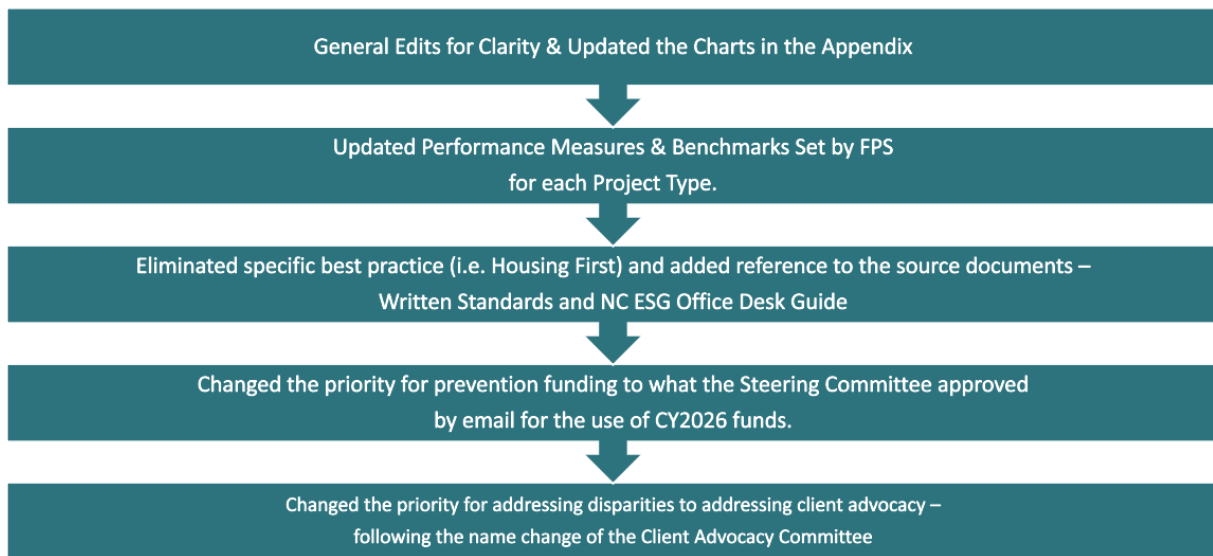 General Edits for Clarity & Updated the Charts in the Appendix
Updated Performance Measures & Benchmarks Set by FPS
for each Project Type.
Eliminated specific best practice (i.e. Housing First) and added reference to the source documents –
Written Standards and NC ESG Office Desk Guide
Changed the priority for prevention funding to what the Steering Committee approved
by email for the use of CY2026 funds.
Changed the priority for addressing disparities to addressing client advocacy –
following the name change of the Client Advocacy Committee